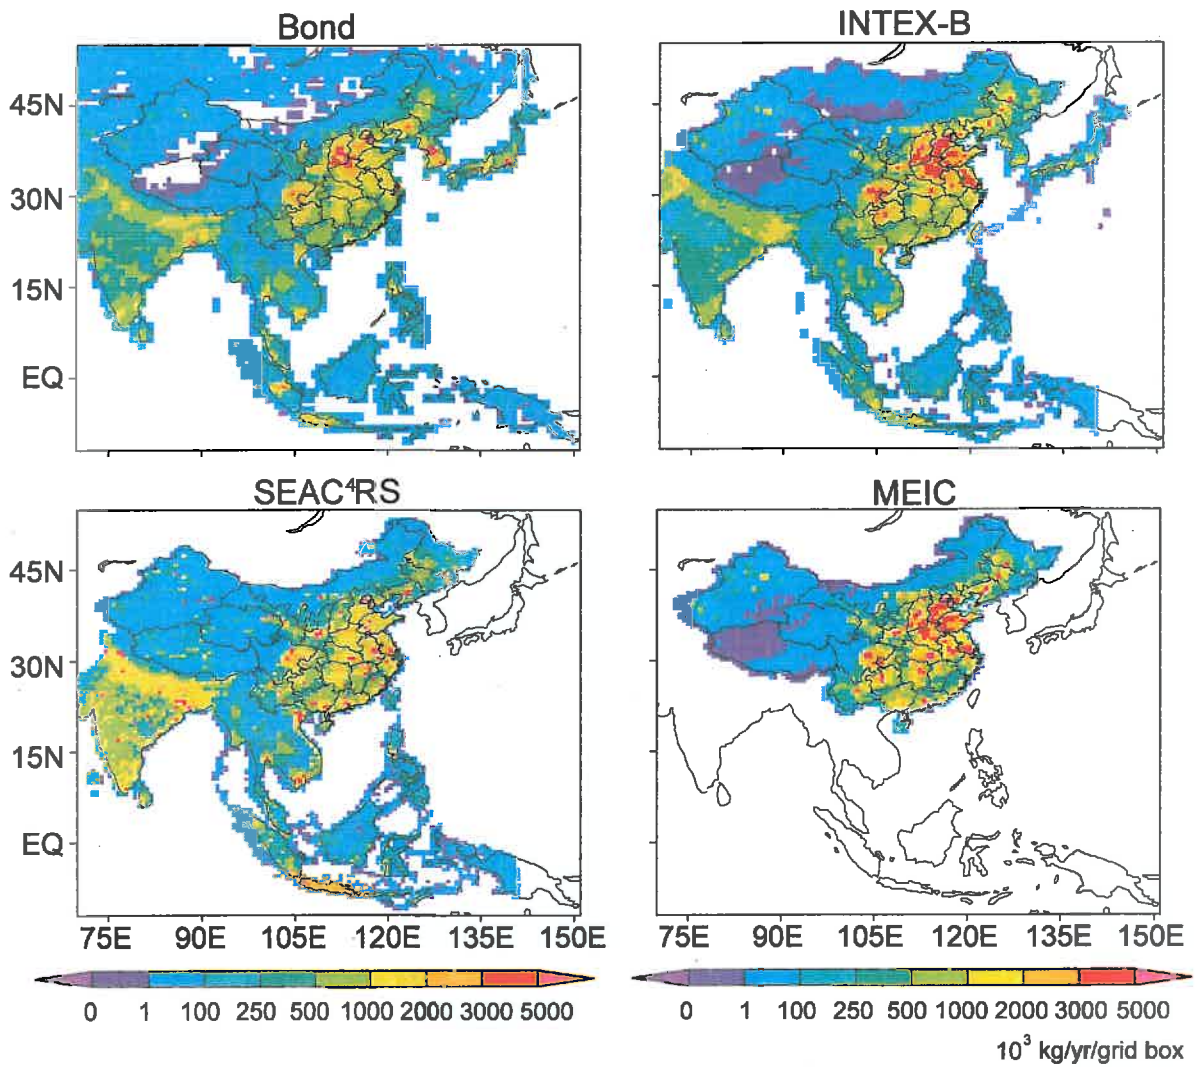 Bond
INTEX-B
45N
30N
15N
EQ
SEAC⁴RS
MEIC
45N
30N
15N
EQ
75E 90E 105E 120E 135E 150E
75E 90E 105E 120E 135E 150E
0 1 100 250 500 1000 2000 3000 5000
0 1 100 250 500 1000 2000 3000 5000
10³ kg/yr/grid box